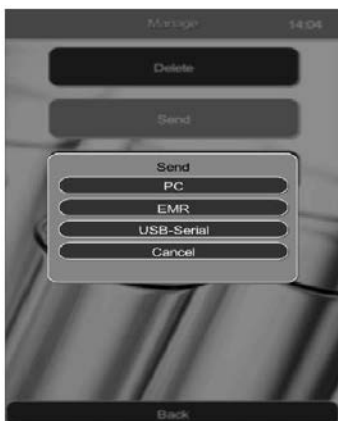 Manage 14:04
Delete
Send
Send
PC
EMR
USB-Serial
Cancel
Back